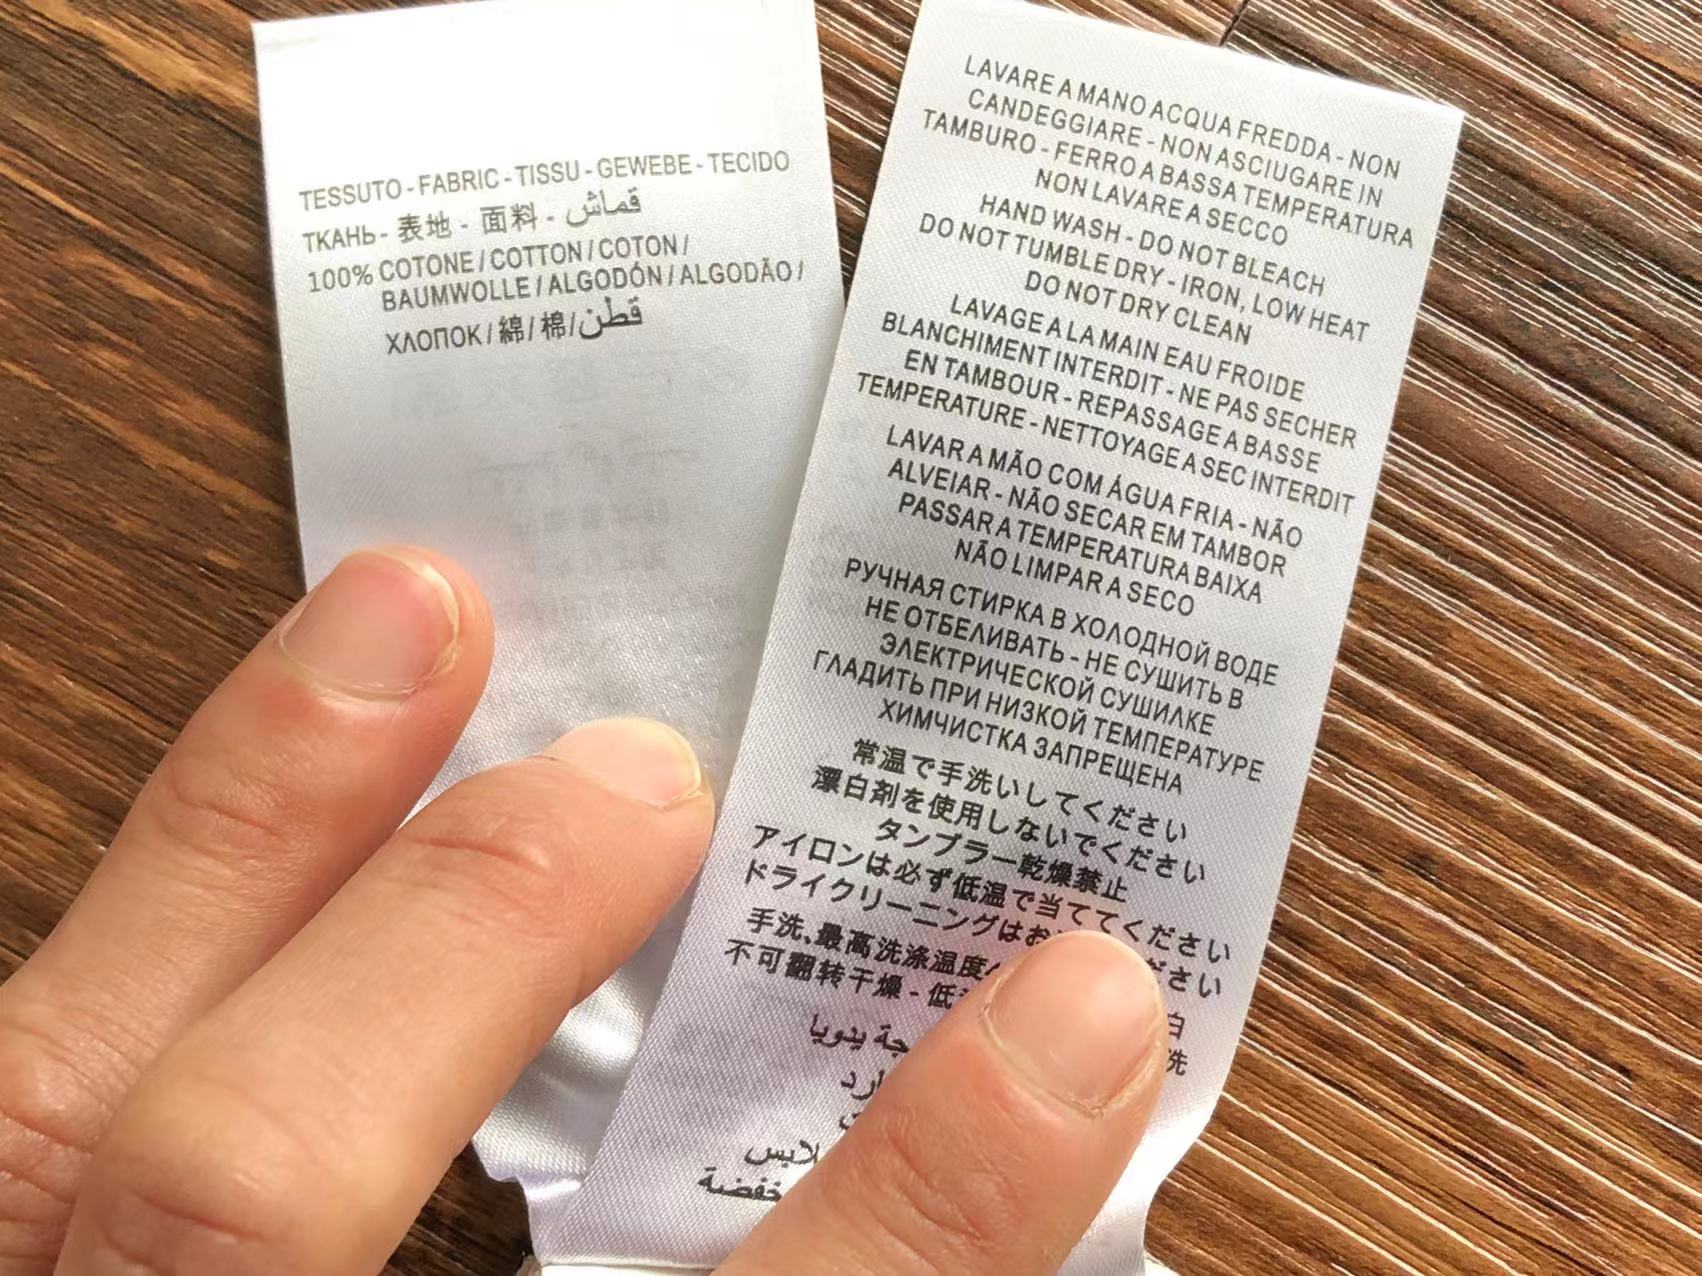 TESSUTO - FABRIC - TISSU - GEWEBE - TECIDO
ТКАНЬ - 表地 - 面料 - قماش
100% COTONE / COTTON / COTON /
BAUMWOLLE / ALGODÓN / ALGODÃO /
ХЛОПОК / 綿 / 棉 / قطن
LAVARE A MANO ACQUA FREDDA - NON
CANDEGGIARE - NON ASCIUGARE IN
TAMBURO - FERRO A BASSA TEMPERATURA
NON LAVARE A SECCO
HAND WASH - DO NOT BLEACH
DO NOT TUMBLE DRY - IRON, LOW HEAT
DO NOT DRY CLEAN
LAVAGE A LA MAIN EAU FROIDE
BLANCHIMENT INTERDIT - NE PAS SECHER
EN TAMBOUR - REPASSAGE A BASSE
TEMPERATURE - NETTOYAGE A SEC INTERDIT
LAVAR A MÃO COM ÁGUA FRIA - NÃO
ALVEIAR - NÃO SECAR EM TAMBOR
PASSAR A TEMPERATURA BAIXA
NÃO LIMPAR A SECO
РУЧНАЯ СТИРКА В ХОЛОДНОЙ ВОДЕ
НЕ ОТБЕЛИВАТЬ - НЕ СУШИТЬ В
ЭЛЕКТРИЧЕСКОЙ СУШИЛКЕ
ГЛАДИТЬ ПРИ НИЗКОЙ ТЕМПЕРАТУРЕ
ХИМЧИСТКА ЗАПРЕЩЕНА
常温で手洗いしてください
漂白剤を使用しないでください
タンブラー乾燥禁止
アイロンは必ず低温で当ててください
ドライクリーニングはお ださい
手洗、最高洗涤温度 白
不可翻转干燥 - 低 洗
يدويا